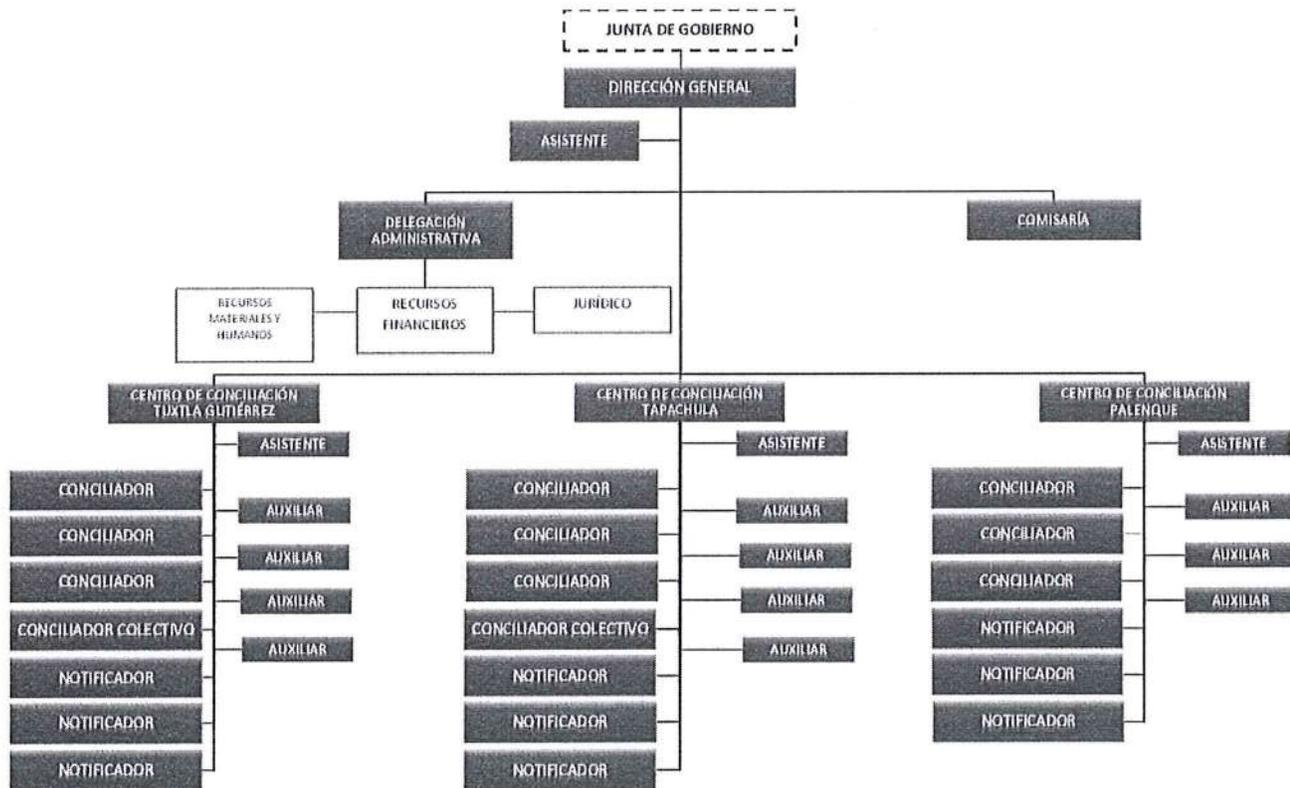 JUNTA DE GOBIERNO
DIRECCIÓN GENERAL
ASISTENTE
DELEGACIÓN
ADMINISTRATIVA
COMISARÍA
RECURSOS
MATERIALES Y
HUMANOS
RECURSOS
FINANCIEROS
JURÍDICO
CENTRO DE CONCILIACIÓN
TUXTLA GUTIÉRREZ
ASISTENTE
CONCILIADOR
AUXILIAR
CONCILIADOR
AUXILIAR
CONCILIADOR
AUXILIAR
CONCILIADOR COLECTIVO
AUXILIAR
NOTIFICADOR
NOTIFICADOR
NOTIFICADOR
CENTRO DE CONCILIACIÓN
TAPACHULA
ASISTENTE
CONCILIADOR
AUXILIAR
CONCILIADOR
AUXILIAR
CONCILIADOR
AUXILIAR
CONCILIADOR COLECTIVO
AUXILIAR
NOTIFICADOR
NOTIFICADOR
NOTIFICADOR
CENTRO DE CONCILIACIÓN
PALENQUE
ASISTENTE
CONCILIADOR
AUXILIAR
CONCILIADOR
AUXILIAR
CONCILIADOR
AUXILIAR
NOTIFICADOR
NOTIFICADOR
NOTIFICADOR